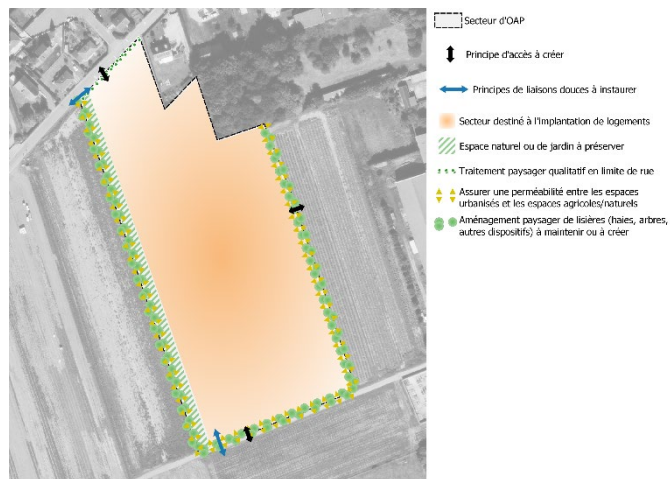 Secteur d'OAP
Principe d'accès à créer
Principes de liaisons douces à instaurer
Secteur destiné à l'implantation de logements
Espace naturel ou de jardin à préserver
Traitement paysager qualitatif en limite de rue
Assurer une perméabilité entre les espaces
urbanisés et les espaces agricoles/naturels
Aménagement paysager de lisières (haies, arbres,
autres dispositifs) à maintenir ou à créer